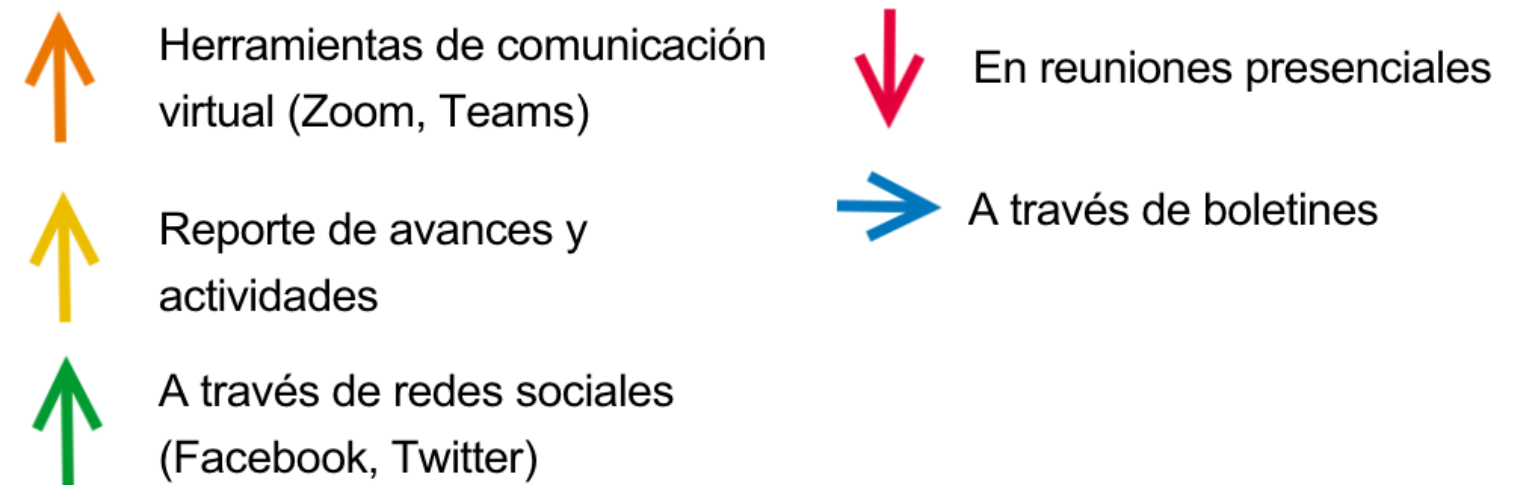 Herramientas de comunicación
virtual (Zoom, Teams)
Reporte de avances y
actividades
A través de redes sociales
(Facebook, Twitter)
En reuniones presenciales
A través de boletines